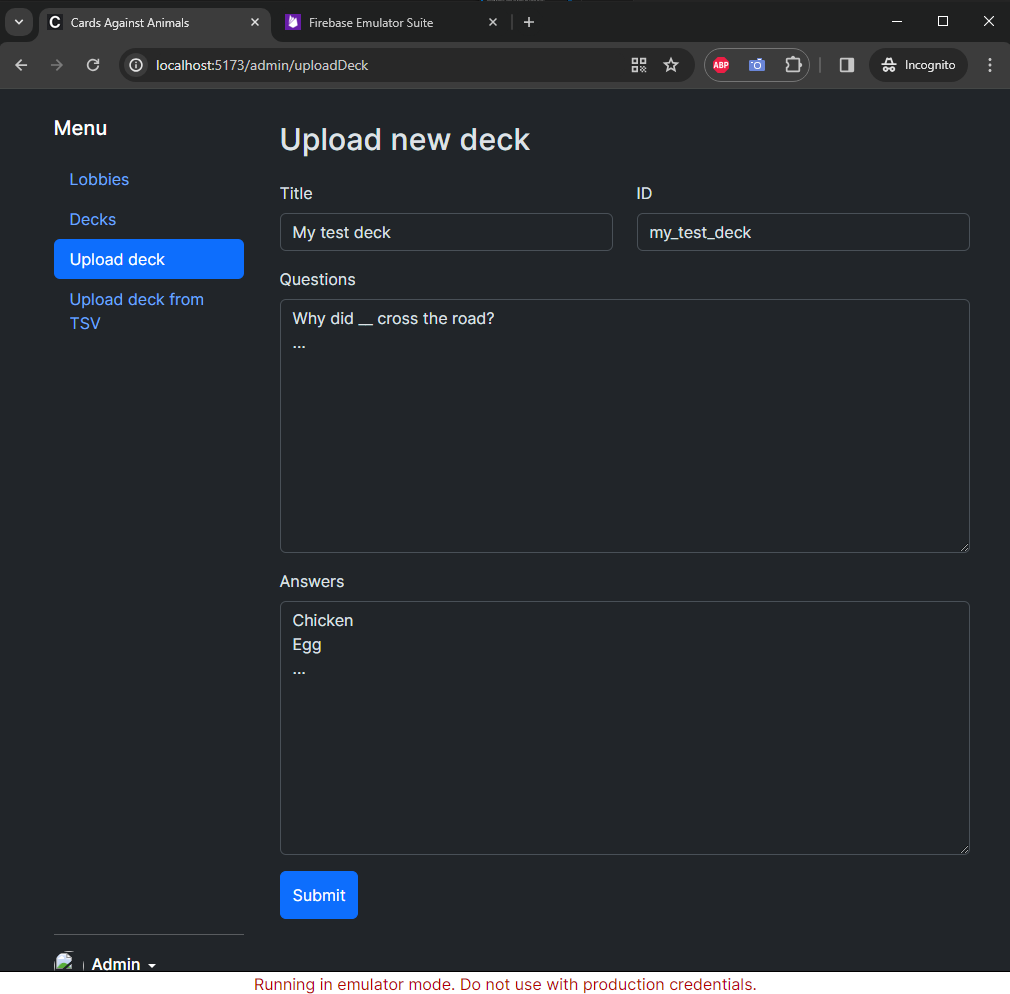 Cards Against Animals
Firebase Emulator Suite
localhost:5173/admin/uploadDeck
ABP
Incognito
Menu
Lobbies
Decks
Upload deck
Upload deck from
TSV
Upload new deck
Title
ID
My test deck
my_test_deck
Questions
Why did __ cross the road?
...
Answers
Chicken
Egg
...
Submit
Admin
Running in emulator mode. Do not use with production credentials.